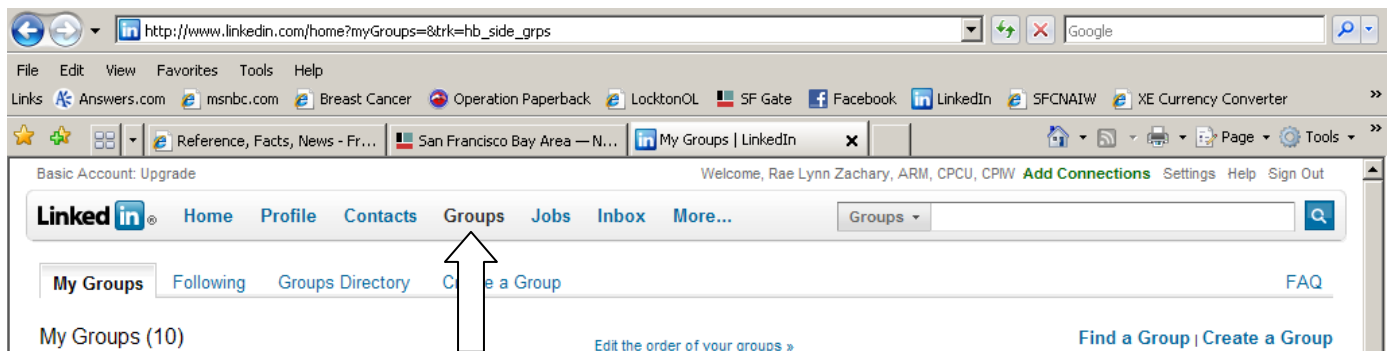 http://www.linkedin.com/home?myGroups=&trk=hb_side_grps Google
File Edit View Favorites Tools Help
Links Answers.com msnbc.com Breast Cancer Operation Paperback LocktonOL SF Gate Facebook LinkedIn SFCNAIW XE Currency Converter »
Reference, Facts, News - Fr... San Francisco Bay Area — N... My Groups | LinkedIn Page Tools »
Basic Account: Upgrade Welcome, Rae Lynn Zachary, ARM, CPCU, CPIW Add Connections Settings Help Sign Out
Linked in ® Home Profile Contacts Groups Jobs Inbox More... Groups
My Groups Following Groups Directory a Group FAQ
My Groups (10) Edit the order of your groups » Find a Group | Create a Group